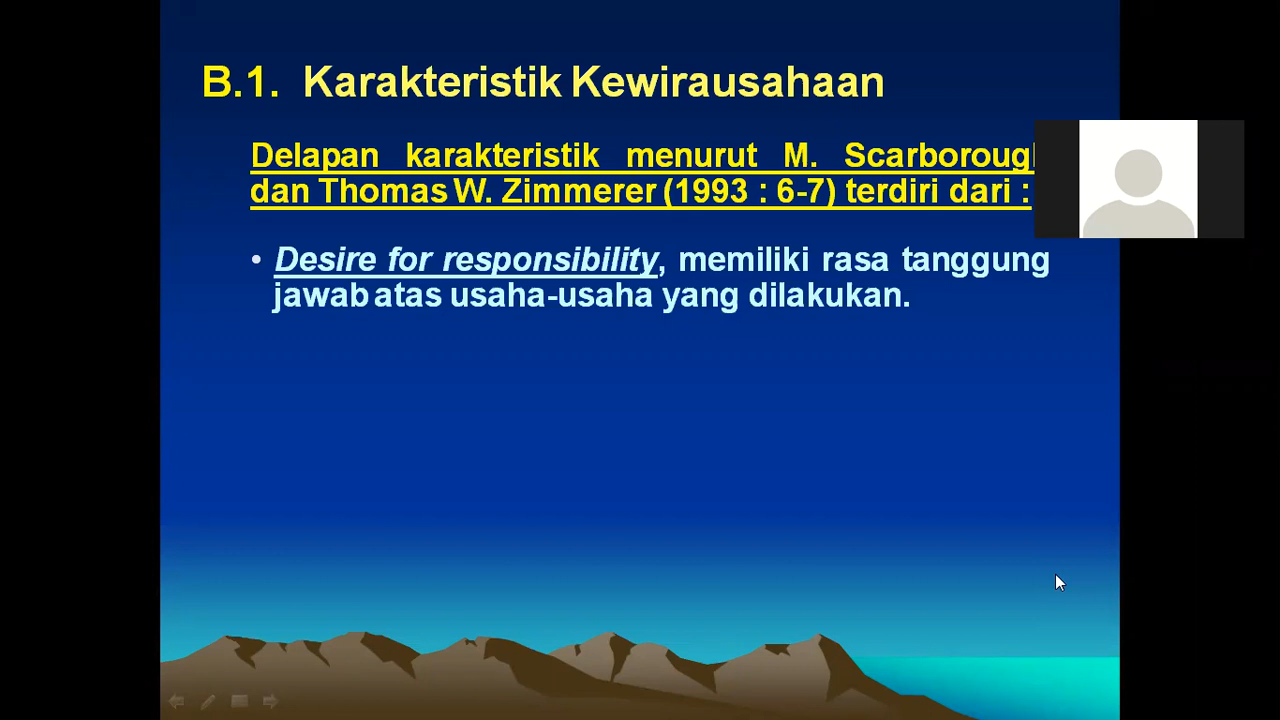 B.1. Karakteristik Kewirausahaan
Delapan karakteristik menurut M. Scarborough
dan Thomas W. Zimmerer (1993 : 6-7) terdiri dari :
• Desire for responsibility, memiliki rasa tanggung
jawab atas usaha-usaha yang dilakukan.